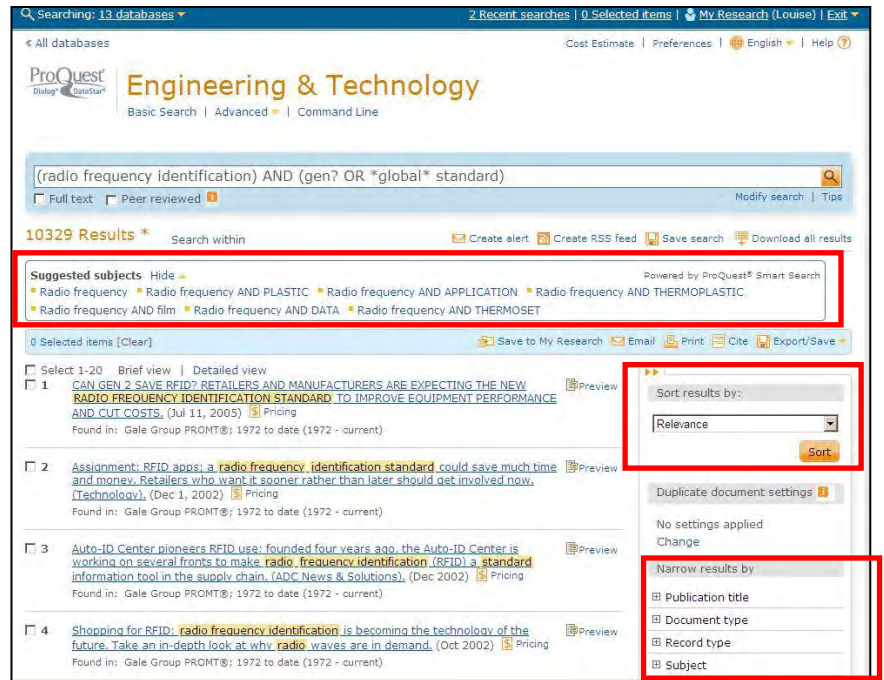 Searching: 13 databases 2 Recent searches | 0 Selected items | My Research (Louise) | Exit
« All databases Cost Estimate | Preferences | English | Help ?
ProQuest
Dialog® DataStar®
Engineering & Technology
Basic Search | Advanced | Command Line
(radio frequency identification) AND (gen? OR *global* standard)
Full text Peer reviewed Modify search | Tips
10329 Results * Search within Create alert Create RSS feed Save search Download all results
Suggested subjects Hide Powered by ProQuest® Smart Search
Radio frequency Radio frequency AND PLASTIC Radio frequency AND APPLICATION Radio frequency AND THERMOPLASTIC
Radio frequency AND film Radio frequency AND DATA Radio frequency AND THERMOSET
0 Selected items [Clear] Save to My Research Email Print Cite Export/Save
Select 1-20 Brief view | Detailed view
1 CAN GEN 2 SAVE RFID? RETAILERS AND MANUFACTURERS ARE EXPECTING THE NEW Preview
RADIO FREQUENCY IDENTIFICATION STANDARD TO IMPROVE EQUIPMENT PERFORMANCE
AND CUT COSTS. (Jul 11, 2005) $ Pricing
Found in: Gale Group PROMT®; 1972 to date (1972 - current)
2 Assignment: RFID apps; a radio frequency identification standard could save much time Preview
and money. Retailers who want it sooner rather than later should get involved now.
(Technology). (Dec 1, 2002) $ Pricing
Found in: Gale Group PROMT®; 1972 to date (1972 - current)
3 Auto-ID Center pioneers RFID use: founded four years ago, the Auto-ID Center is Preview
working on several fronts to make radio frequency identification (RFID) a standard
information tool in the supply chain. (ADC News & Solutions). (Dec 2002) $ Pricing
Found in: Gale Group PROMT®; 1972 to date (1972 - current)
4 Shopping for RFID: radio frequency identification is becoming the technology of the Preview
future. Take an in-depth look at why radio waves are in demand. (Oct 2002) $ Pricing
Found in: Gale Group PROMT®; 1972 to date (1972 - current)
Sort results by:
Relevance
Sort
Duplicate document settings
No settings applied
Change
Narrow results by
Publication title
Document type
Record type
Subject